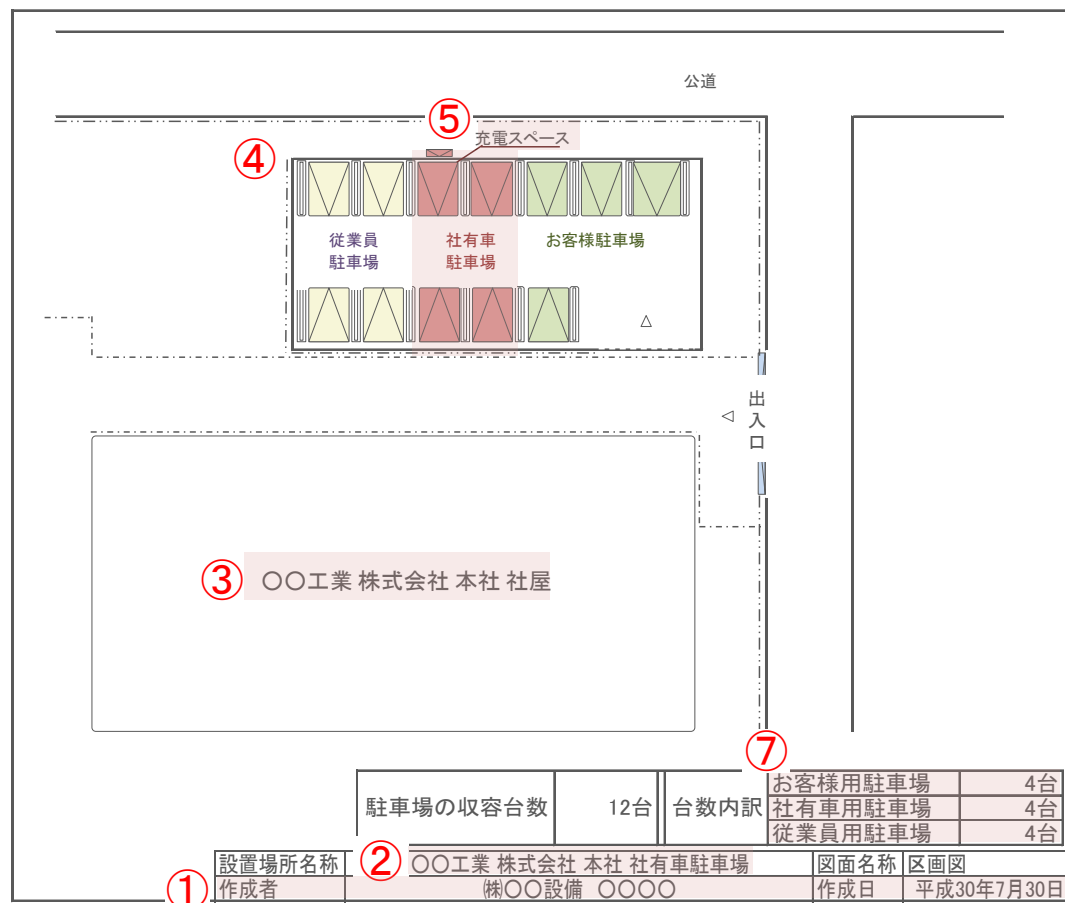 公道
⑤
充電スペース
④
従業員
駐車場
社有車
駐車場
お客様駐車場
出入口
③ 〇〇工業 株式会社 本社 社屋
⑦
駐車場の収容台数 12台 台数内訳
お客様用駐車場 4台
社有車用駐車場 4台
従業員用駐車場 4台
設置場所名称 ② 〇〇工業 株式会社 本社 社有車駐車場 図面名称 区画図
① 作成者 ㈱〇〇設備 〇〇〇〇 作成日 平成30年7月30日